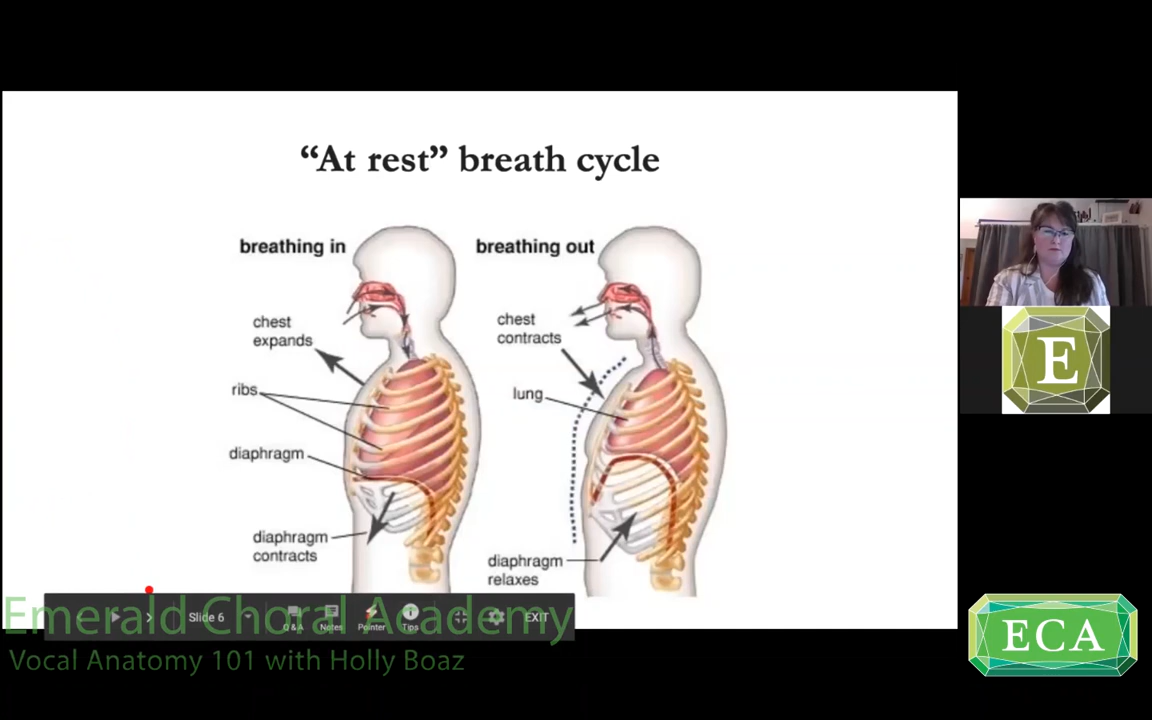 “At rest” breath cycle
breathing in
chest
expands
ribs
diaphragm
diaphragm
contracts
breathing out
chest
contracts
lung
diaphragm
relaxes
Slide 6
Q & A
Notes
Pointer
Tips
EXIT
Emerald Choral Academy
Vocal Anatomy 101 with Holly Boaz
E
ECA